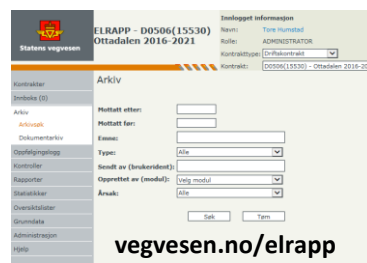 Statens vegvesen
ELRAPP - D0506(15530)
Ottadalen 2016-2021
Innlogget informasjon
Navn: Tore Humstad
Rolle: ADMINISTRATOR
Kontrakttype: Driftskontrakt
Kontrakt: D0506(15530) - Ottadalen 2016-20
Kontrakter
Innboks (0)
Arkiv
Arkivsøk
Dokumentarkiv
Oppfølgingslogg
Kontroller
Rapporter
Statistikker
Oversiktslister
Grunndata
Administrasjon
Hjelp
Arkiv
Mottatt etter:
Mottatt før:
Emne:
Type: Alle
Sendt av (brukerident):
Opprettet av (modul): Velg modul
Årsak: Alle
Søk Tøm
vegvesen.no/elrapp